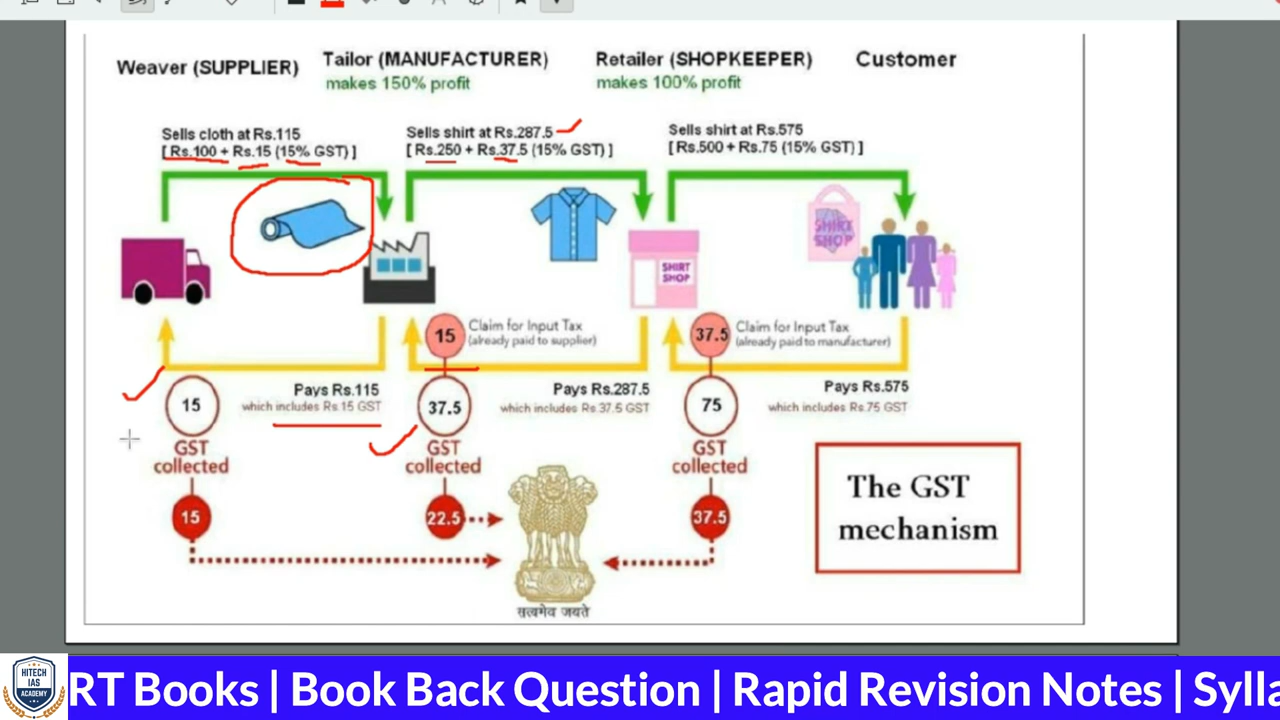 Weaver (SUPPLIER)
Tailor (MANUFACTURER)
makes 150% profit
Retailer (SHOPKEEPER)
makes 100% profit
Customer
Sells cloth at Rs.115
[ Rs.100 + Rs.15 (15% GST) ]
Sells shirt at Rs.287.5
[ Rs.250 + Rs.37.5 (15% GST) ]
Sells shirt at Rs.575
[ Rs.500 + Rs.75 (15% GST) ]
SHIRT
SHOP
SHIRT
SHOP
15
Claim for Input Tax
(already paid to supplier)
37.5
Claim for Input Tax
(already paid to manufacturer)
15
Pays Rs.115
which includes Rs.15 GST
37.5
Pays Rs.287.5
which includes Rs.37.5 GST
75
Pays Rs.575
which includes Rs.75 GST
GST
collected
GST
collected
GST
collected
15
22.5
37.5
The GST
mechanism
सत्यमेव जयते
HITECH
IAS
ACADEMY
RT Books | Book Back Question | Rapid Revision Notes | Sylla